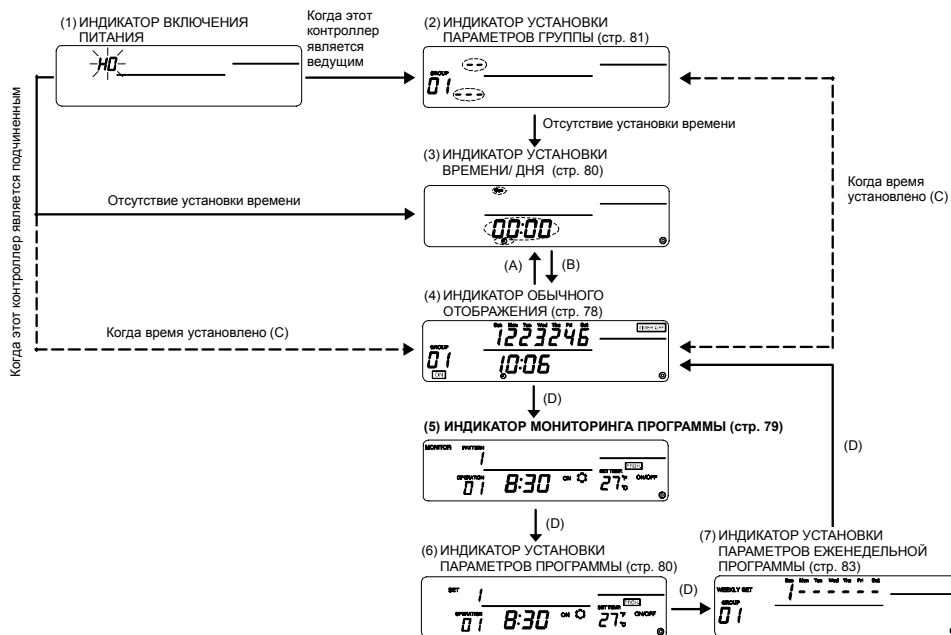 (1) ИНДИКАТОР ВКЛЮЧЕНИЯ
ПИТАНИЯ
HO
Когда этот
контроллер
является
ведущим
(2) ИНДИКАТОР УСТАНОВКИ
ПАРАМЕТРОВ ГРУППЫ (стр. 81)
GROUP
01
--
---
Когда этот контроллер является подчиненным
Отсутствие установки времени
(3) ИНДИКАТОР УСТАНОВКИ
ВРЕМЕНИ/ ДНЯ (стр. 80)
Отсутствие установки времени
00:00
Когда время
установлено (C)
(A)
(B)
(4) ИНДИКАТОР ОБЫЧНОГО
ОТОБРАЖЕНИЯ (стр. 78)
Когда время установлено (C)
Sun Mon Tue Wed Thu Fri Sat
1223246
GROUP
01
ON
10:06
(D)
(5) ИНДИКАТОР МОНИТОРИНГА ПРОГРАММЫ (стр. 79)
(D)
MONITOR PATTERN
1
OPERATION
01 8:30 ON SET TEMP. 27 °F °C ON/OFF
(D)
(6) ИНДИКАТОР УСТАНОВКИ
ПАРАМЕТРОВ ПРОГРАММЫ (стр. 80)
SET 1
OPERATION
01 8:30 ON SET TEMP. 27 °F °C ON/OFF
(D)
(7) ИНДИКАТОР УСТАНОВКИ
ПАРАМЕТРОВ ЕЖЕНЕДЕЛЬНОЙ
ПРОГРАММЫ (стр. 83)
Sun Mon Tue Wed Thu Fri Sat
WEEKLY SET 1 - - - - - -
GROUP
01